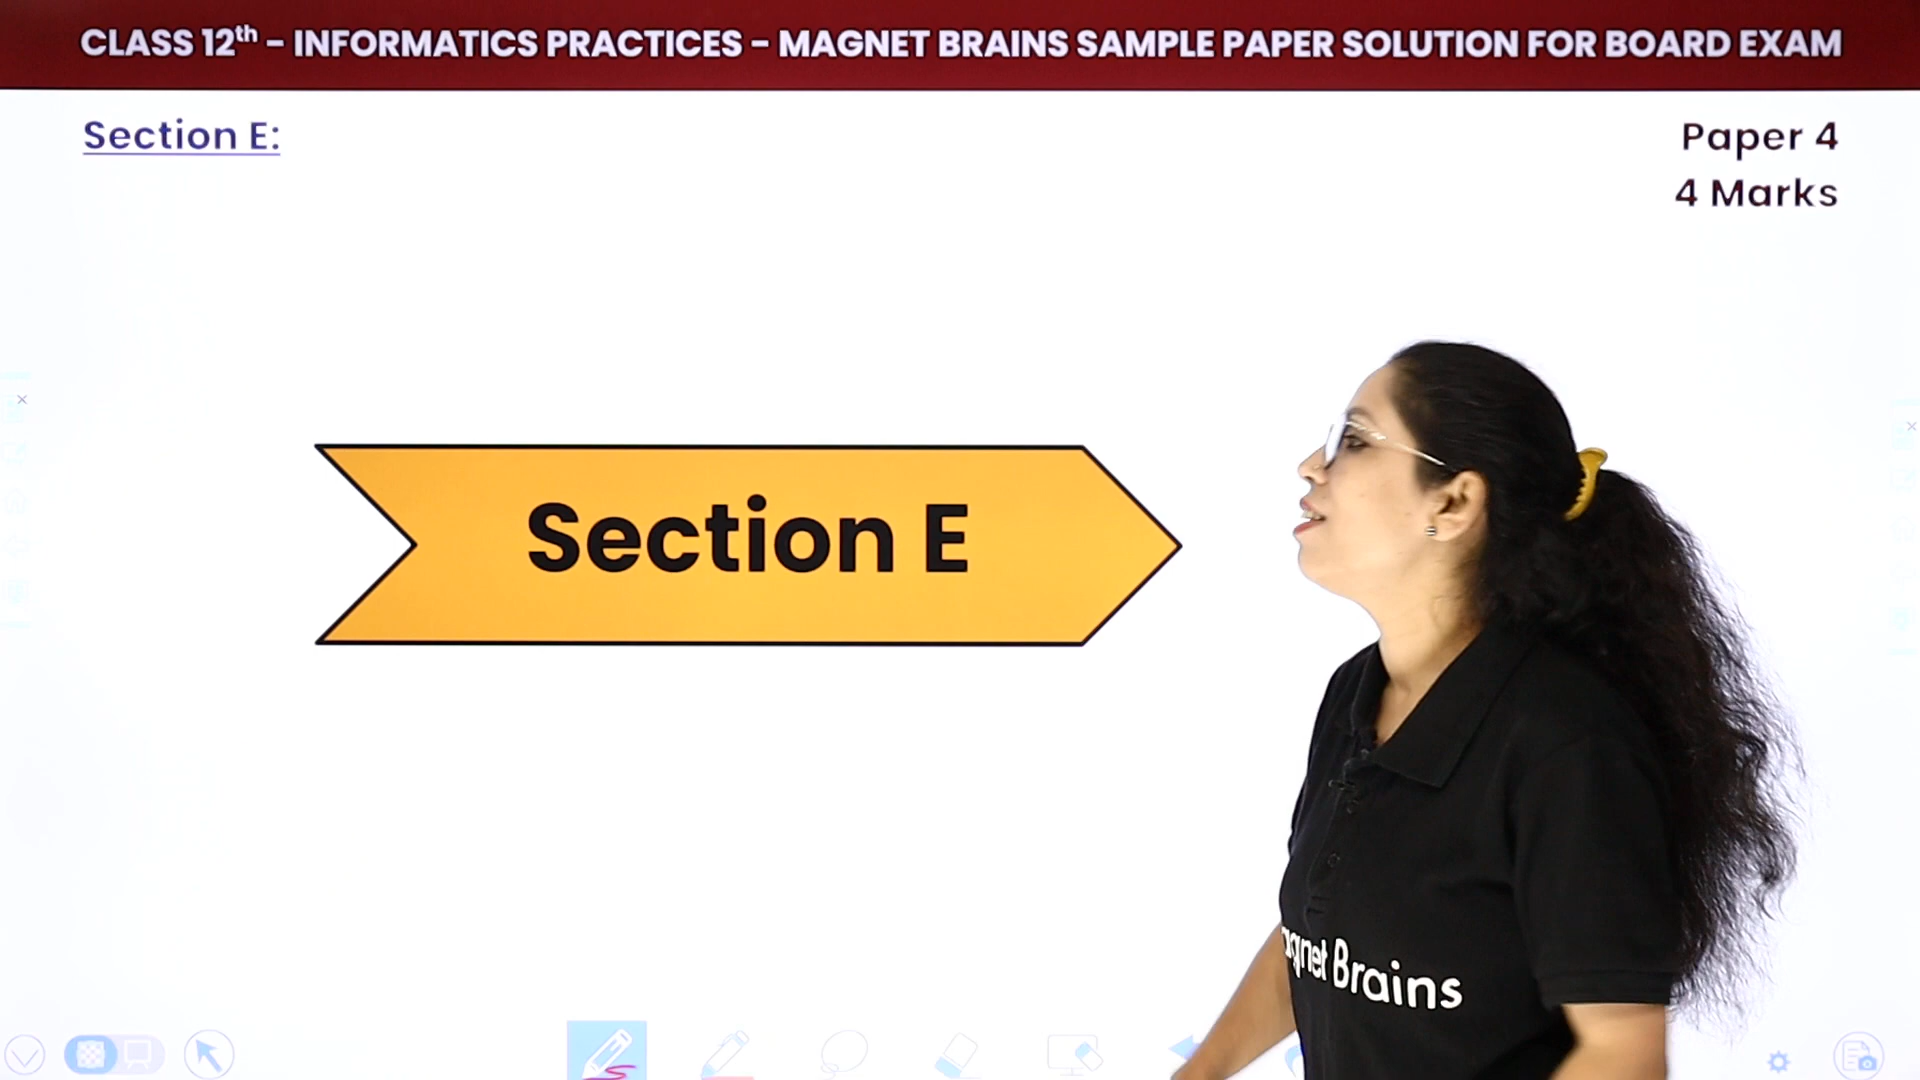 CLASS 12th - INFORMATICS PRACTICES - MAGNET BRAINS SAMPLE PAPER SOLUTION FOR BOARD EXAM
Section E:
Paper 4
4 Marks
Section E
agnet Brains